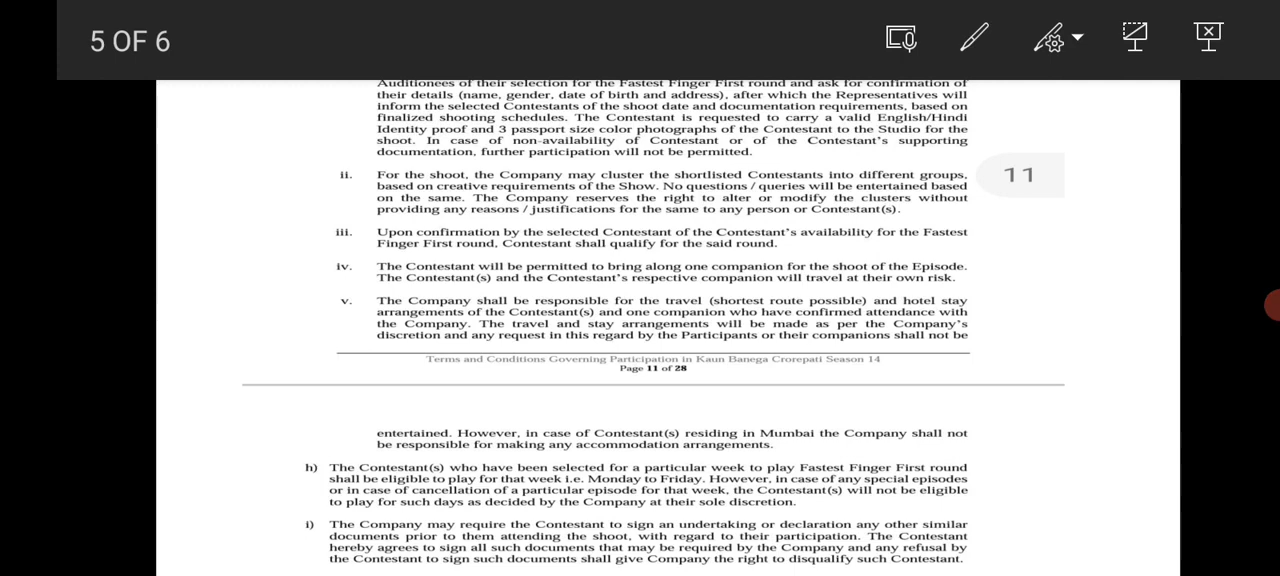 5 OF 6
Auditionees of their selection for the Fastest Finger First round and ask for confirmation of
their details (name, gender, date of birth and address), after which the Representatives will
inform the selected Contestants of the shoot date and documentation requirements, based on
finalized shooting schedules. The Contestant is requested to carry a valid English/Hindi
Identity proof and 3 passport size color photographs of the Contestant to the Studio for the
shoot. In case of non-availability of Contestant or of the Contestant's supporting
documentation, further participation will not be permitted.
ii. For the shoot, the Company may cluster the shortlisted Contestants into different groups,
based on creative requirements of the Show. No questions / queries will be entertained based
on the same. The Company reserves the right to alter or modify the clusters without
providing any reasons / justifications for the same to any person or Contestant(s).
11
iii. Upon confirmation by the selected Contestant of the Contestant's availability for the Fastest
Finger First round, Contestant shall qualify for the said round.
iv. The Contestant will be permitted to bring along one companion for the shoot of the Episode.
The Contestant(s) and the Contestant's respective companion will travel at their own risk.
v. The Company shall be responsible for the travel (shortest route possible) and hotel stay
arrangements of the Contestant(s) and one companion who have confirmed attendance with
the Company. The travel and stay arrangements will be made as per the Company's
discretion and any request in this regard by the Participants or their companions shall not be
Terms and Conditions Governing Participation in Kaun Banega Crorepati Season 14
Page 11 of 28
entertained. However, in case of Contestant(s) residing in Mumbai the Company shall not
be responsible for making any accommodation arrangements.
h) The Contestant(s) who have been selected for a particular week to play Fastest Finger First round
shall be eligible to play for that week i.e. Monday to Friday. However, in case of any special episodes
or in case of cancellation of a particular episode for that week, the Contestant(s) will not be eligible
to play for such days as decided by the Company at their sole discretion.
i) The Company may require the Contestant to sign an undertaking or declaration any other similar
documents prior to them attending the shoot, with regard to their participation. The Contestant
hereby agrees to sign all such documents that may be required by the Company and any refusal by
the Contestant to sign such documents shall give Company the right to disqualify such Contestant.